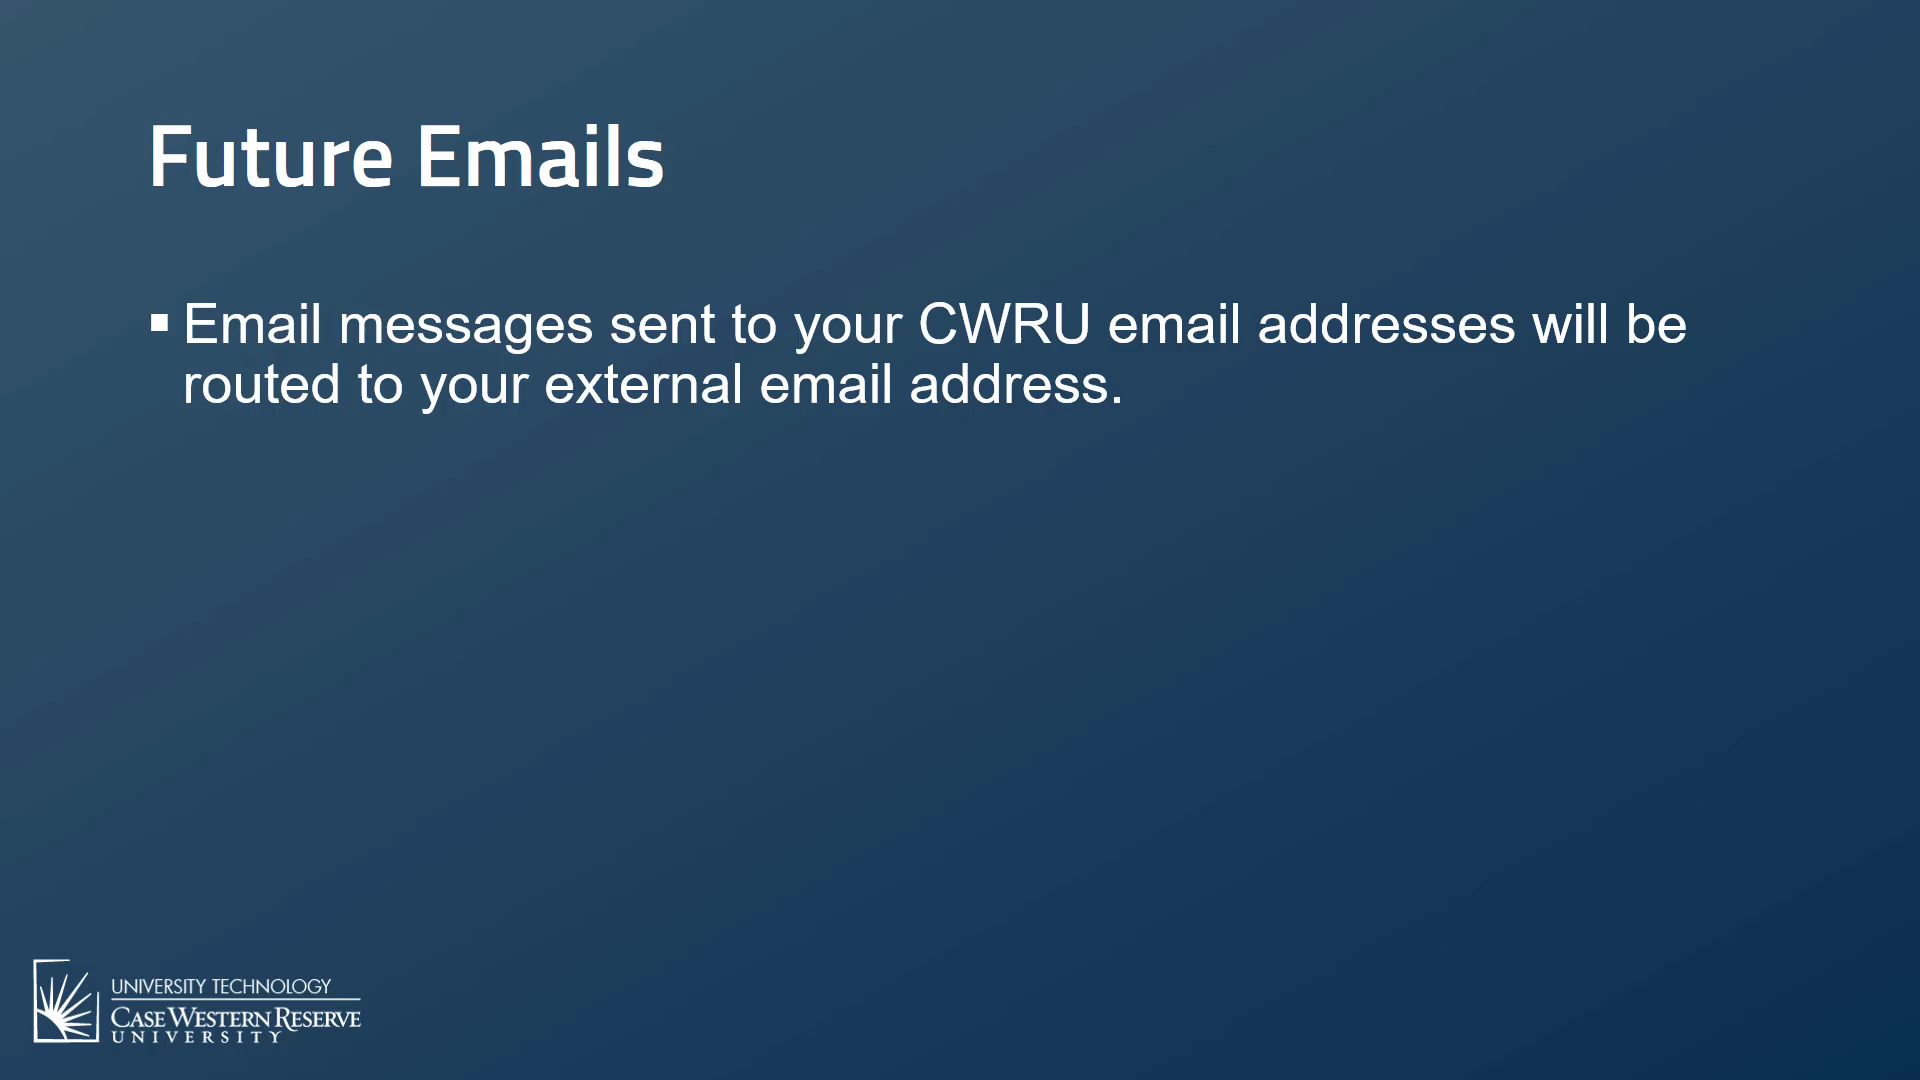 Future Emails
▪ Email messages sent to your CWRU email addresses will be
routed to your external email address.
UNIVERSITY TECHNOLOGY
CASE WESTERN RESERVE
UNIVERSITY